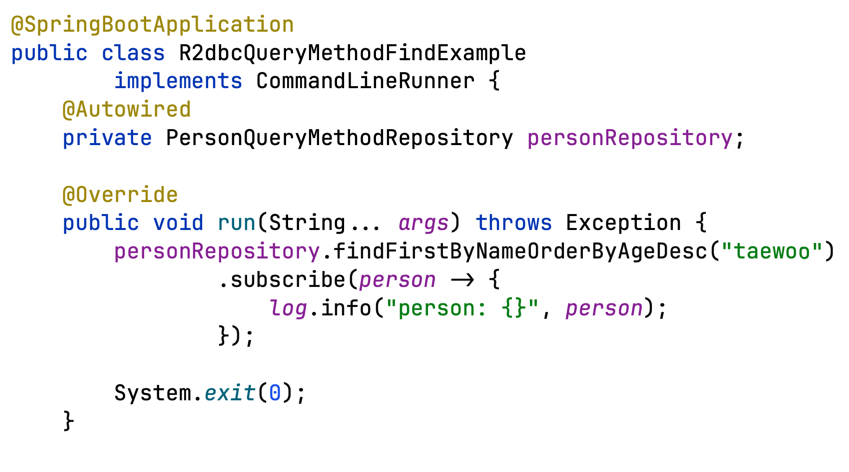 @SpringBootApplication
public class R2dbcQueryMethodFindExample
        implements CommandLineRunner {
    @Autowired
    private PersonQueryMethodRepository personRepository;

    @Override
    public void run(String... args) throws Exception {
        personRepository.findFirstByNameOrderByAgeDesc("taewoo")
                .subscribe(person -> {
                    log.info("person: {}", person);
                });

        System.exit(0);
    }